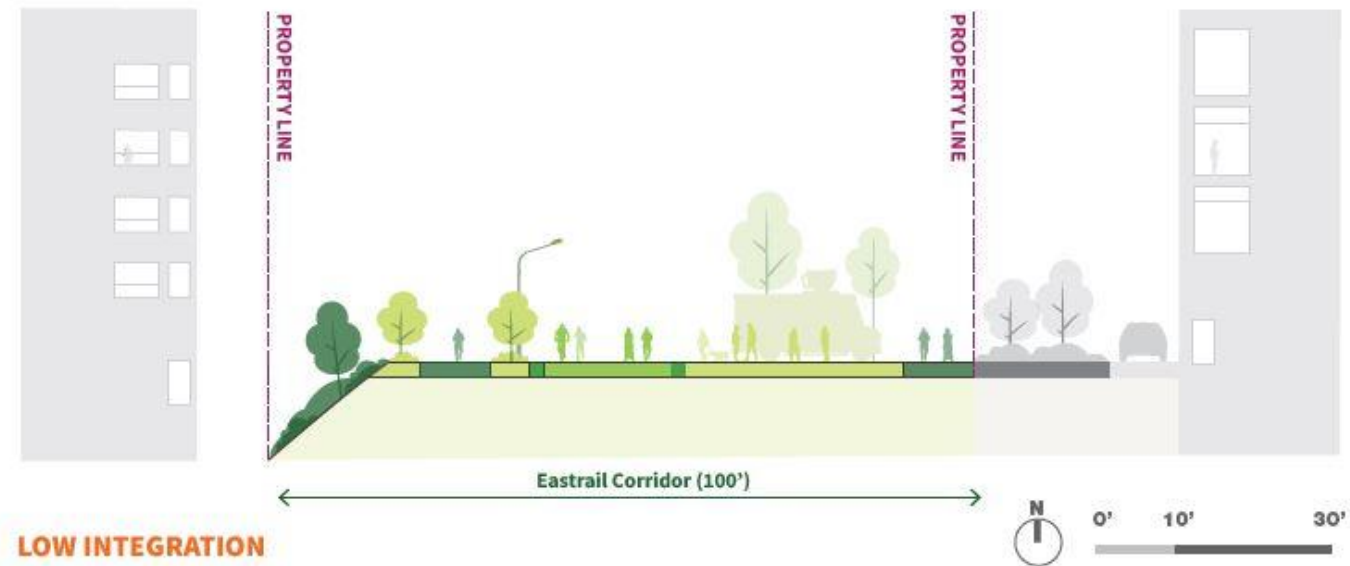 PROPERTY LINE
PROPERTY LINE
Eastrail Corridor (100’)
LOW INTEGRATION
N
0’ 10’ 30’